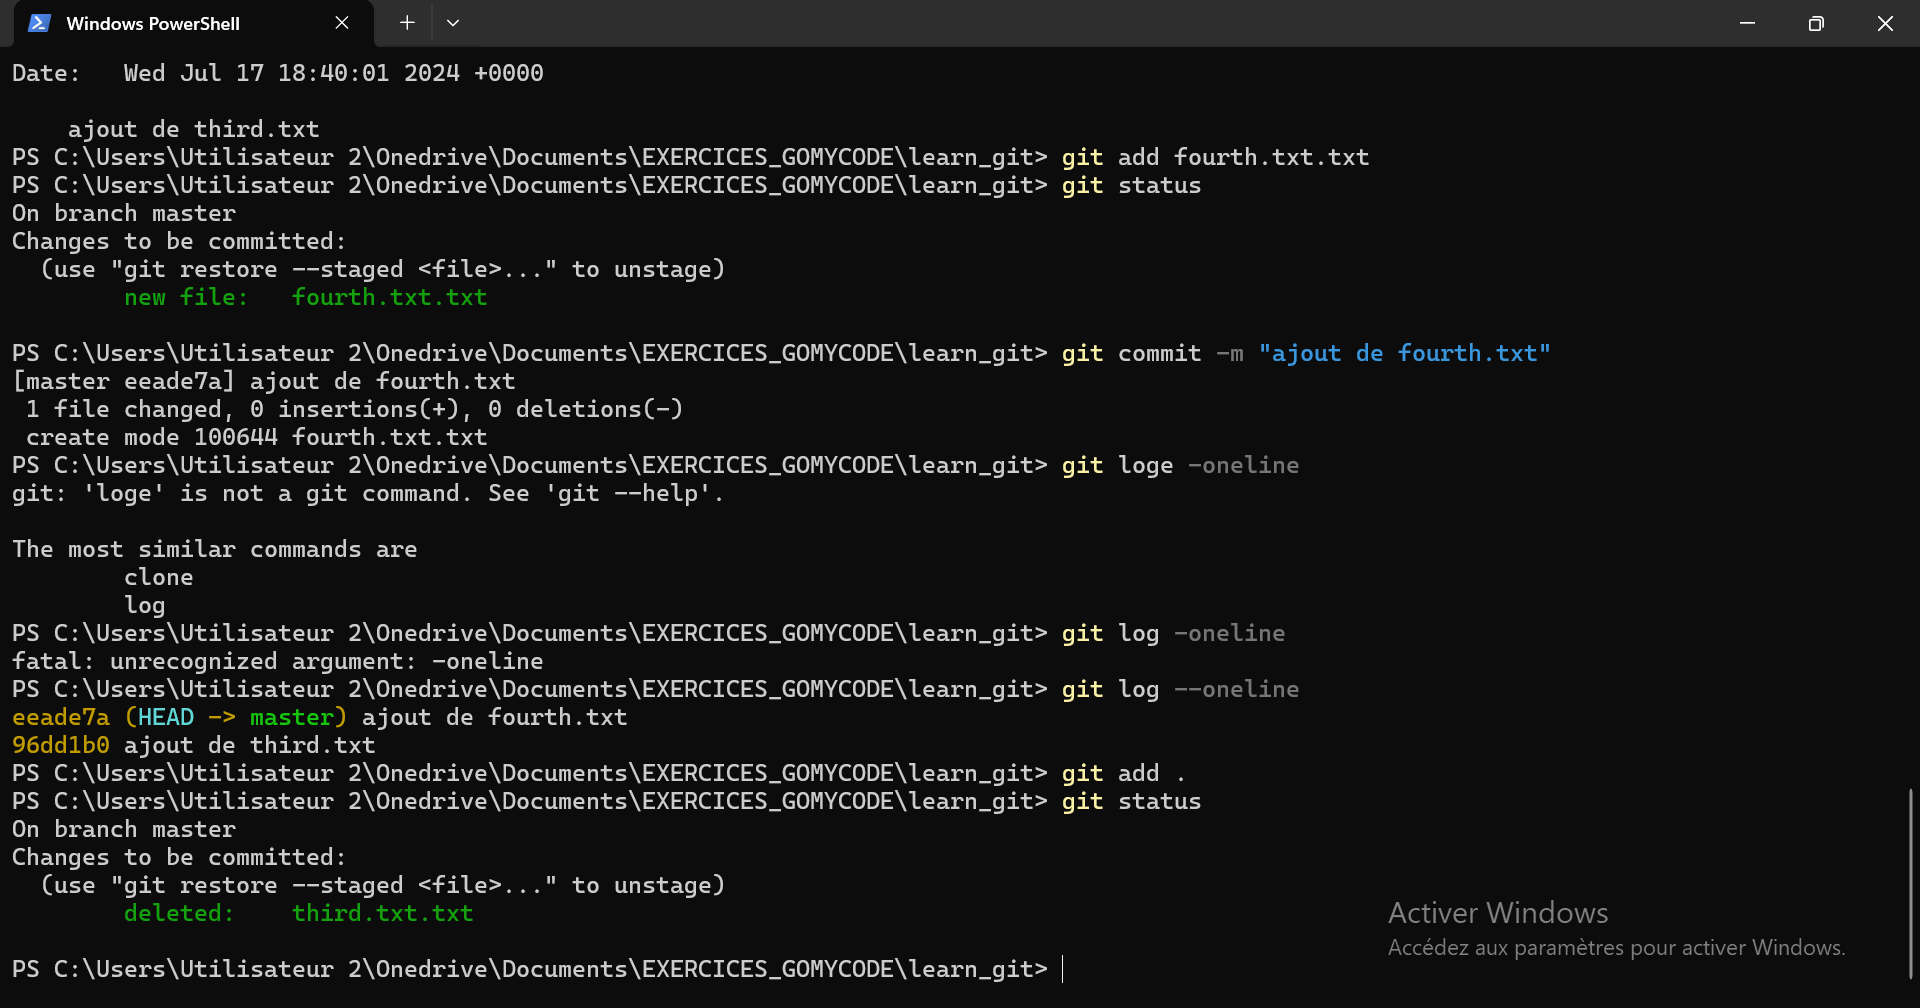 Windows PowerShell
Date:   Wed Jul 17 18:40:01 2024 +0000
    ajout de third.txt
PS C:\Users\Utilisateur 2\Onedrive\Documents\EXERCICES_GOMYCODE\learn_git> git add fourth.txt.txt
PS C:\Users\Utilisateur 2\Onedrive\Documents\EXERCICES_GOMYCODE\learn_git> git status
On branch master
Changes to be committed:
  (use "git restore --staged <file>..." to unstage)
        new file:   fourth.txt.txt
PS C:\Users\Utilisateur 2\Onedrive\Documents\EXERCICES_GOMYCODE\learn_git> git commit -m "ajout de fourth.txt"
[master eeade7a] ajout de fourth.txt
 1 file changed, 0 insertions(+), 0 deletions(-)
 create mode 100644 fourth.txt.txt
PS C:\Users\Utilisateur 2\Onedrive\Documents\EXERCICES_GOMYCODE\learn_git> git loge -oneline
git: 'loge' is not a git command. See 'git --help'.
The most similar commands are
        clone
        log
PS C:\Users\Utilisateur 2\Onedrive\Documents\EXERCICES_GOMYCODE\learn_git> git log -oneline
fatal: unrecognized argument: -oneline
PS C:\Users\Utilisateur 2\Onedrive\Documents\EXERCICES_GOMYCODE\learn_git> git log --oneline
eeade7a (HEAD -> master) ajout de fourth.txt
96dd1b0 ajout de third.txt
PS C:\Users\Utilisateur 2\Onedrive\Documents\EXERCICES_GOMYCODE\learn_git> git add .
PS C:\Users\Utilisateur 2\Onedrive\Documents\EXERCICES_GOMYCODE\learn_git> git status
On branch master
Changes to be committed:
  (use "git restore --staged <file>..." to unstage)
        deleted:    third.txt.txt
PS C:\Users\Utilisateur 2\Onedrive\Documents\EXERCICES_GOMYCODE\learn_git>
Activer Windows
Accédez aux paramètres pour activer Windows.